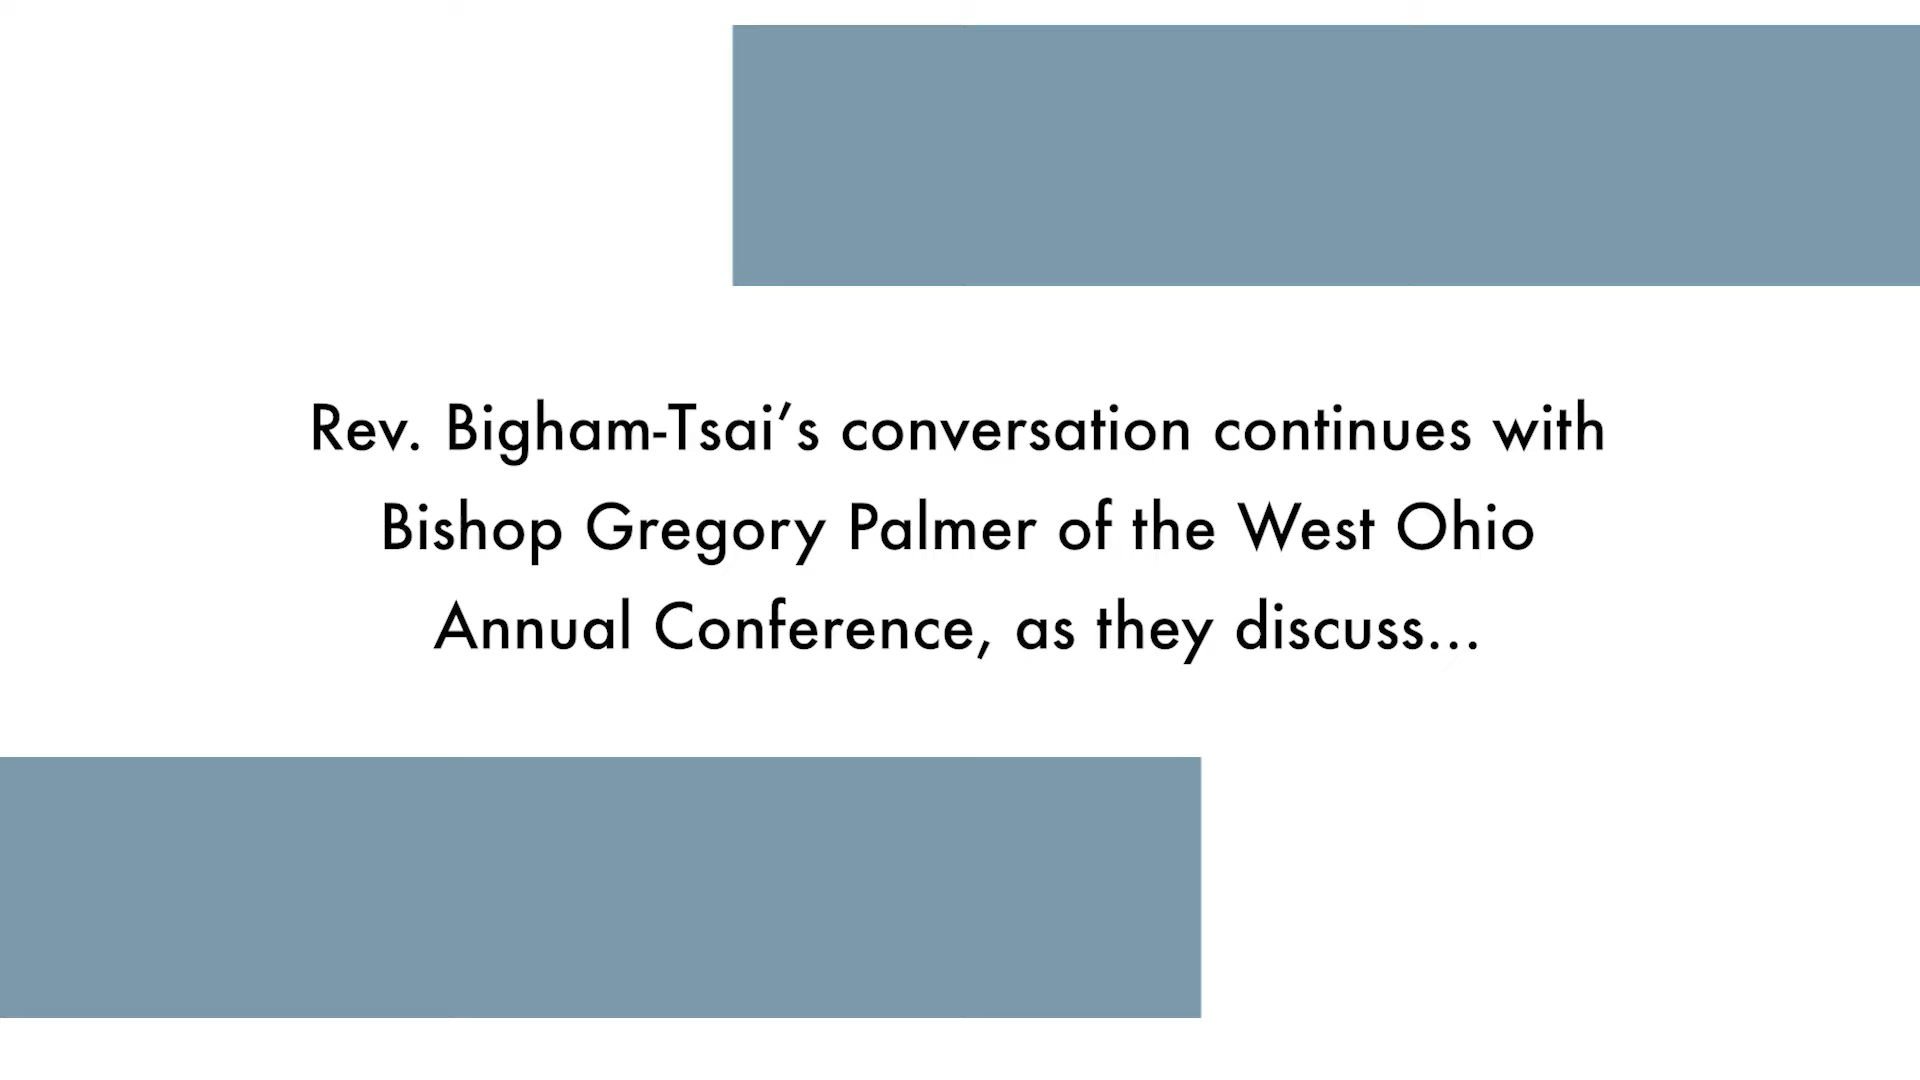 Rev. Bigham-Tsai’s conversation continues with
Bishop Gregory Palmer of the West Ohio
Annual Conference, as they discuss...